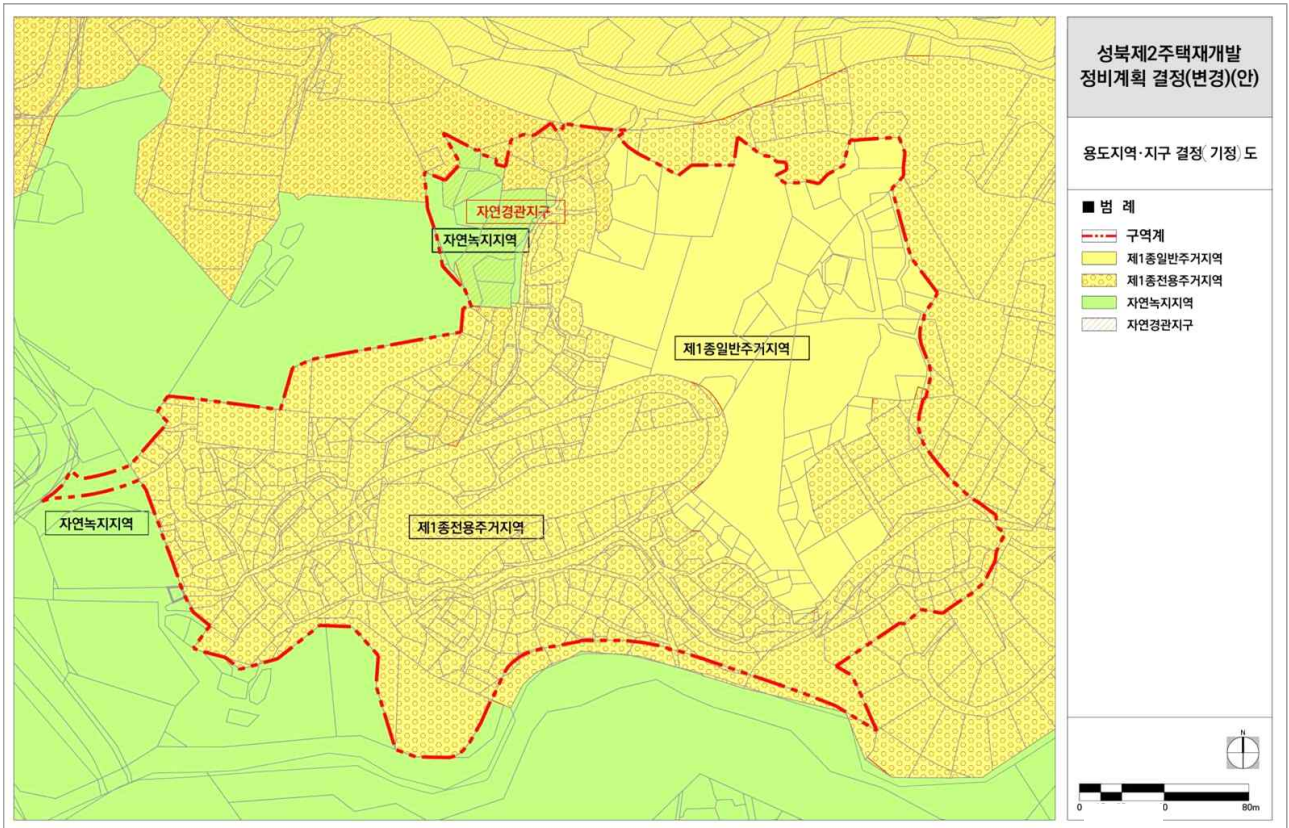 성북제2주택재개발
정비계획 결정(변경)(안)
용도지역·지구 결정(기정)도
■ 범 례
구역계
제1종일반주거지역
제1종전용주거지역
자연녹지지역
자연경관지구
자연경관지구
자연녹지지역
제1종일반주거지역
자연녹지지역
제1종전용주거지역
N
0 0 80m